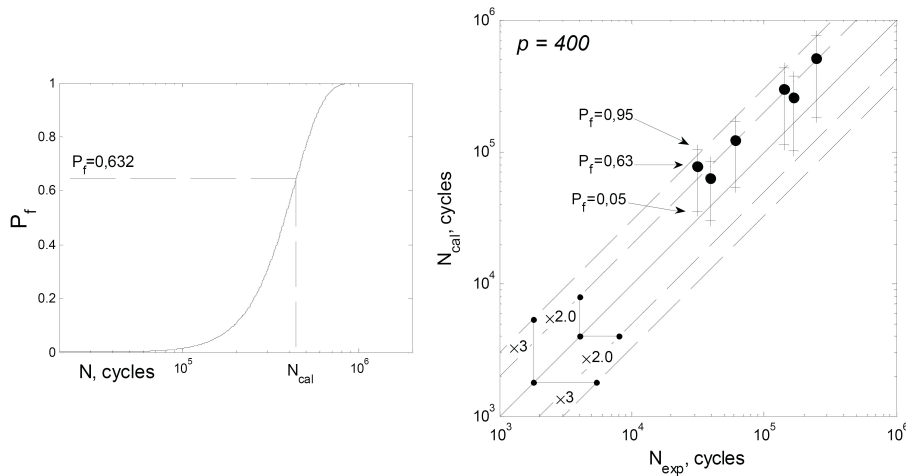 1
0.8
P_f=0,632
0.6
P_f
0.4
0.2
0
N, cycles
10^5
N_cal
10^6
10^6
p = 400
P_f=0,95
10^5
P_f=0,63
P_f=0,05
N_cal, cycles
10^4
×2.0
×3
×2.0
×3
10^3
10^3
10^4
10^5
10^6
N_exp, cycles